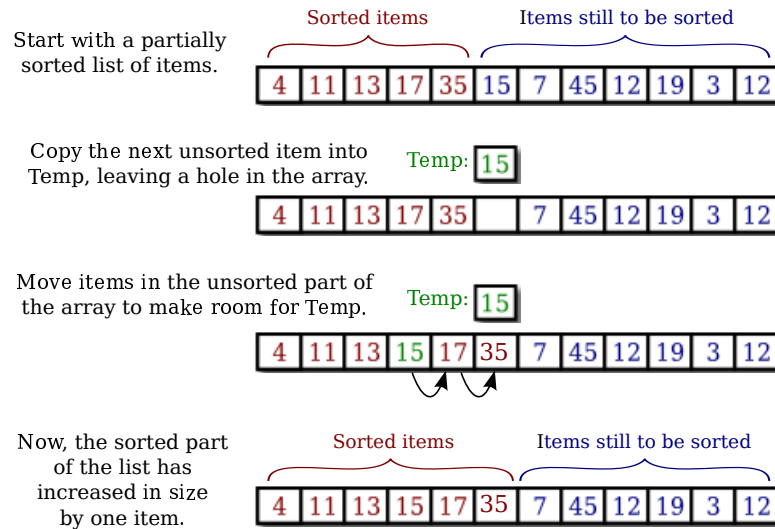 Sorted items
Items still to be sorted
Start with a partially
sorted list of items.
4 11 13 17 35 15 7 45 12 19 3 12
Copy the next unsorted item into
Temp, leaving a hole in the array.
Temp: 15
4 11 13 17 35 7 45 12 19 3 12
Move items in the unsorted part of
the array to make room for Temp.
Temp: 15
4 11 13 15 17 35 7 45 12 19 3 12
Now, the sorted part
of the list has
increased in size
by one item.
Sorted items
Items still to be sorted
4 11 13 15 17 35 7 45 12 19 3 12